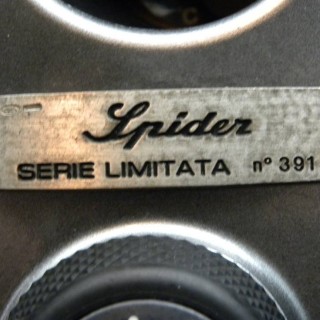 Spider
SERIE LIMITATA nº 391